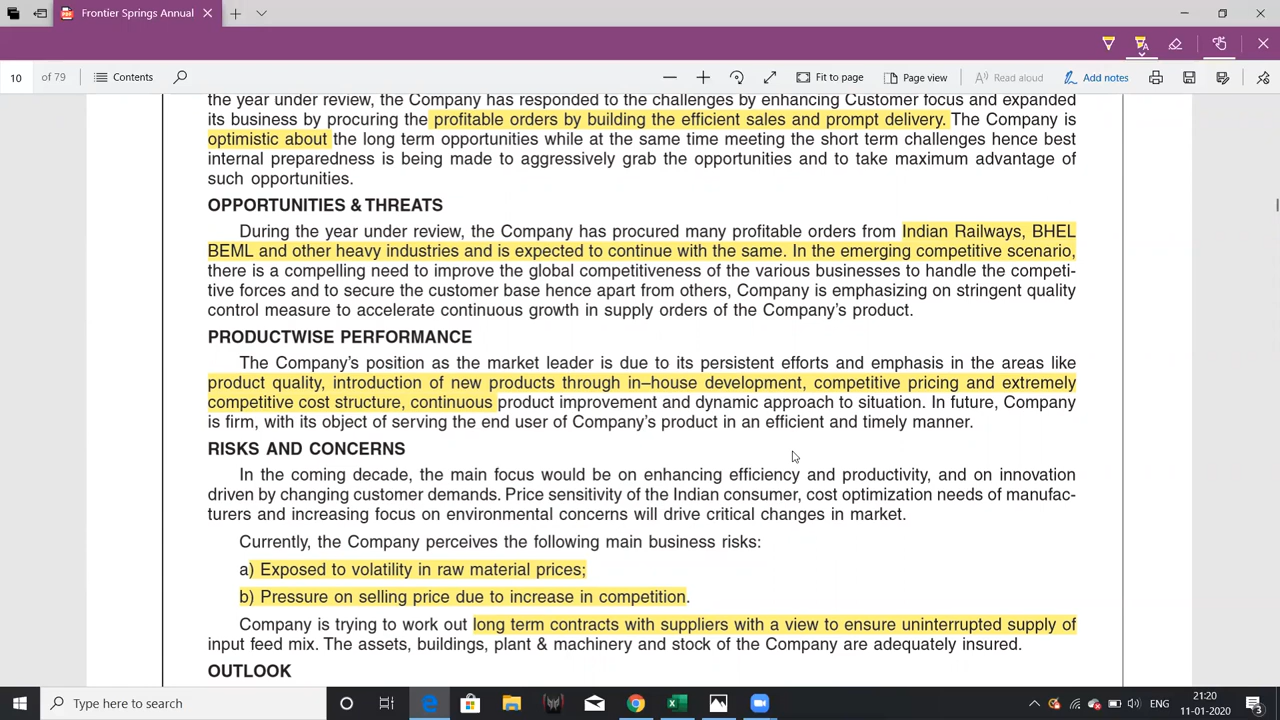 Frontier Springs Annual
10 of 79 Contents Fit to page Page view Read aloud Add notes
the year under review, the Company has responded to the challenges by enhancing Customer focus and expanded
its business by procuring the profitable orders by building the efficient sales and prompt delivery. The Company is
optimistic about the long term opportunities while at the same time meeting the short term challenges hence best
internal preparedness is being made to aggressively grab the opportunities and to take maximum advantage of
such opportunities.
OPPORTUNITIES & THREATS
During the year under review, the Company has procured many profitable orders from Indian Railways, BHEL
BEML and other heavy industries and is expected to continue with the same. In the emerging competitive scenario,
there is a compelling need to improve the global competitiveness of the various businesses to handle the competi-
tive forces and to secure the customer base hence apart from others, Company is emphasizing on stringent quality
control measure to accelerate continuous growth in supply orders of the Company's product.
PRODUCTWISE PERFORMANCE
The Company's position as the market leader is due to its persistent efforts and emphasis in the areas like
product quality, introduction of new products through in–house development, competitive pricing and extremely
competitive cost structure, continuous product improvement and dynamic approach to situation. In future, Company
is firm, with its object of serving the end user of Company's product in an efficient and timely manner.
RISKS AND CONCERNS
In the coming decade, the main focus would be on enhancing efficiency and productivity, and on innovation
driven by changing customer demands. Price sensitivity of the Indian consumer, cost optimization needs of manufac-
turers and increasing focus on environmental concerns will drive critical changes in market.
Currently, the Company perceives the following main business risks:
a) Exposed to volatility in raw material prices;
b) Pressure on selling price due to increase in competition.
Company is trying to work out long term contracts with suppliers with a view to ensure uninterrupted supply of
input feed mix. The assets, buildings, plant & machinery and stock of the Company are adequately insured.
OUTLOOK
Type here to search
ENG
21:20
11-01-2020
3